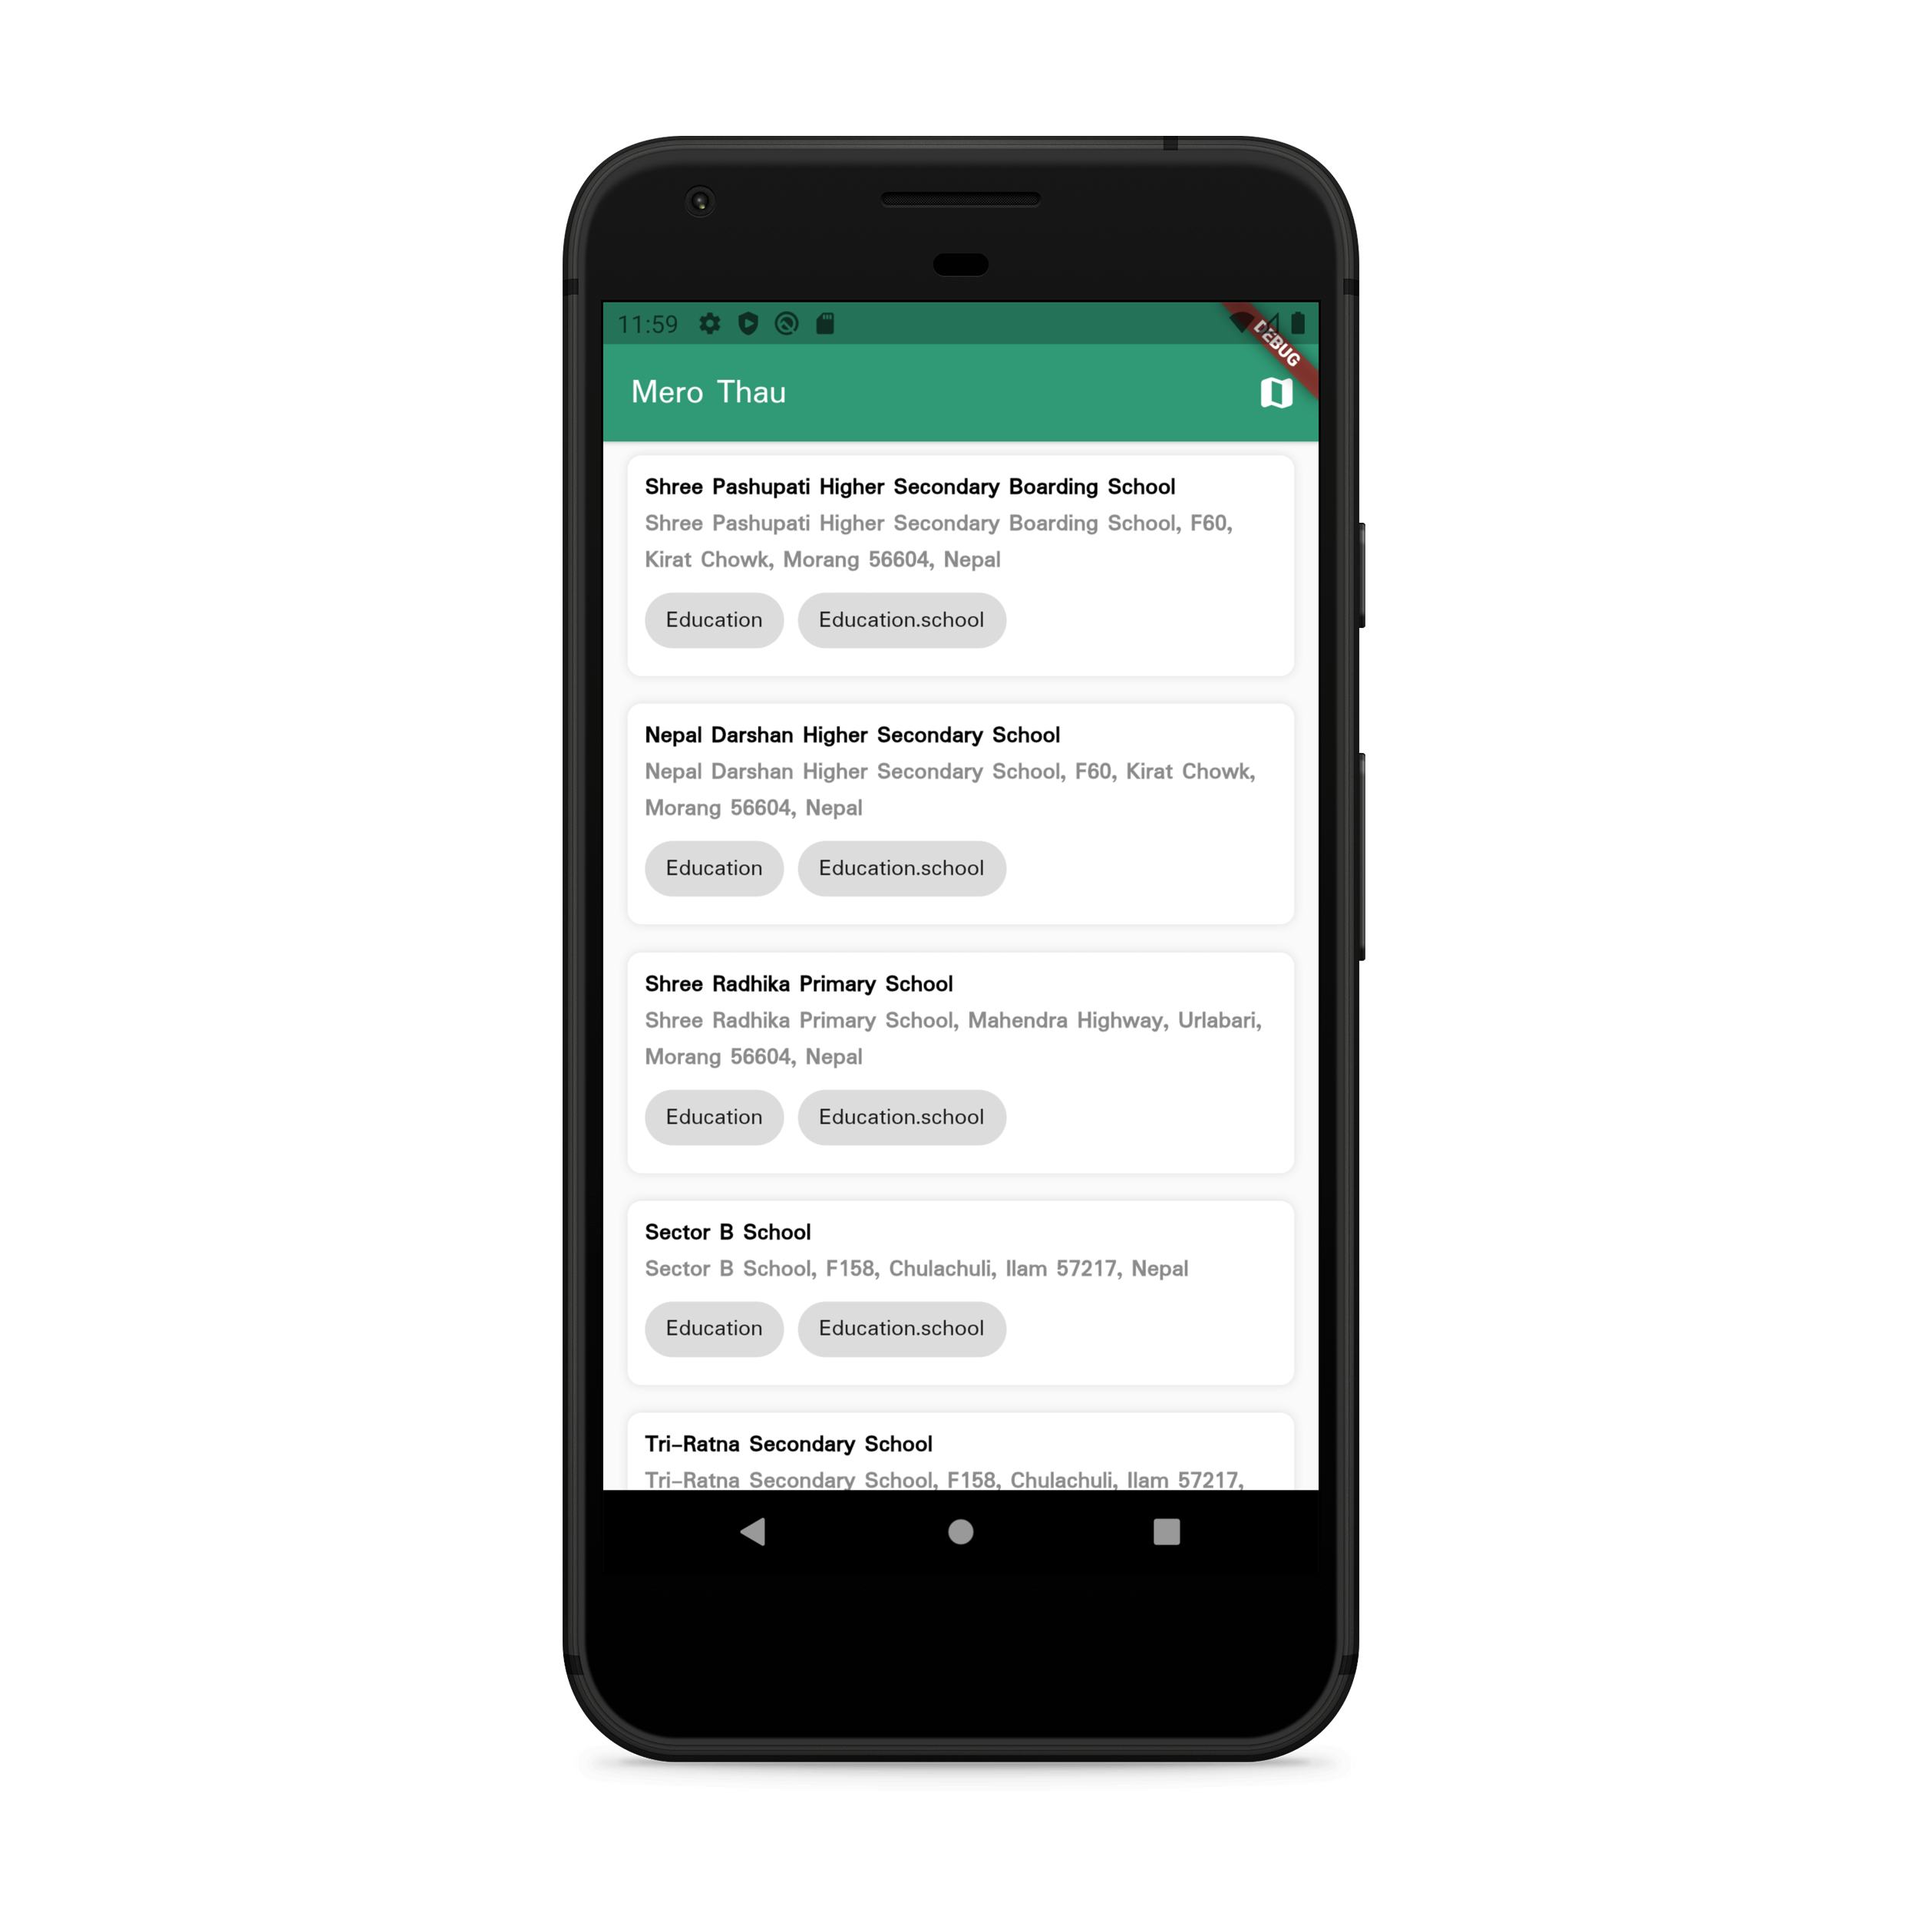 11:59
DEBUG
Mero Thau
Shree Pashupati Higher Secondary Boarding School
Shree Pashupati Higher Secondary Boarding School, F60,
Kirat Chowk, Morang 56604, Nepal
Education Education.school
Nepal Darshan Higher Secondary School
Nepal Darshan Higher Secondary School, F60, Kirat Chowk,
Morang 56604, Nepal
Education Education.school
Shree Radhika Primary School
Shree Radhika Primary School, Mahendra Highway, Urlabari,
Morang 56604, Nepal
Education Education.school
Sector B School
Sector B School, F158, Chulachuli, Ilam 57217, Nepal
Education Education.school
Tri-Ratna Secondary School
Tri-Ratna Secondary School, F158, Chulachuli, Ilam 57217,